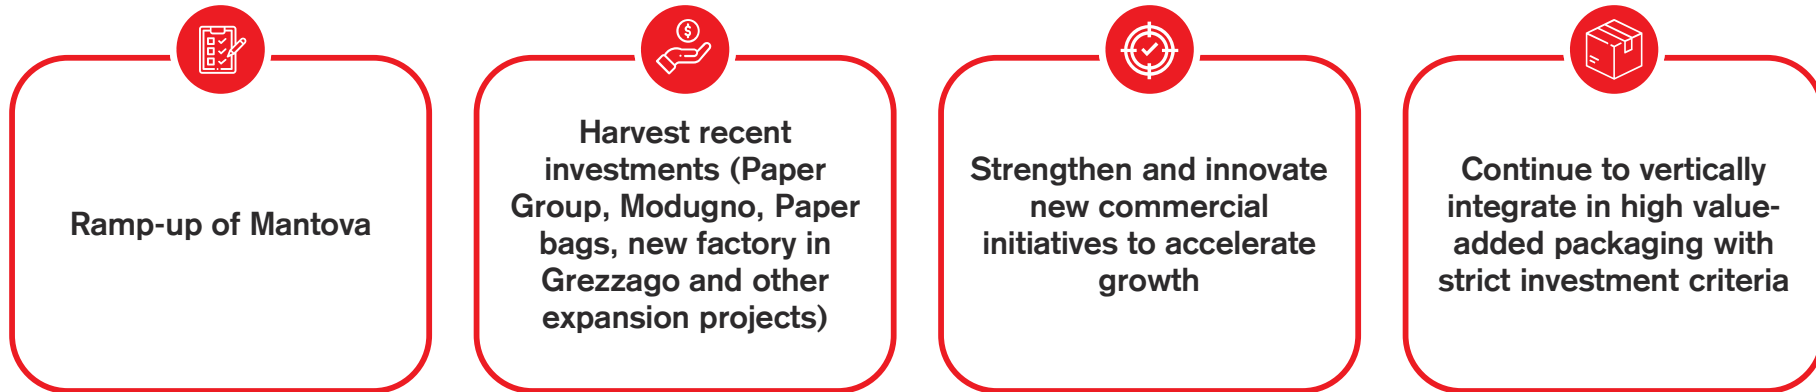 Ramp-up of Mantova
Harvest recent
investments (Paper
Group, Modugno, Paper
bags, new factory in
Grezzago and other
expansion projects)
Strengthen and innovate
new commercial
initiatives to accelerate
growth
Continue to vertically
integrate in high value-
added packaging with
strict investment criteria